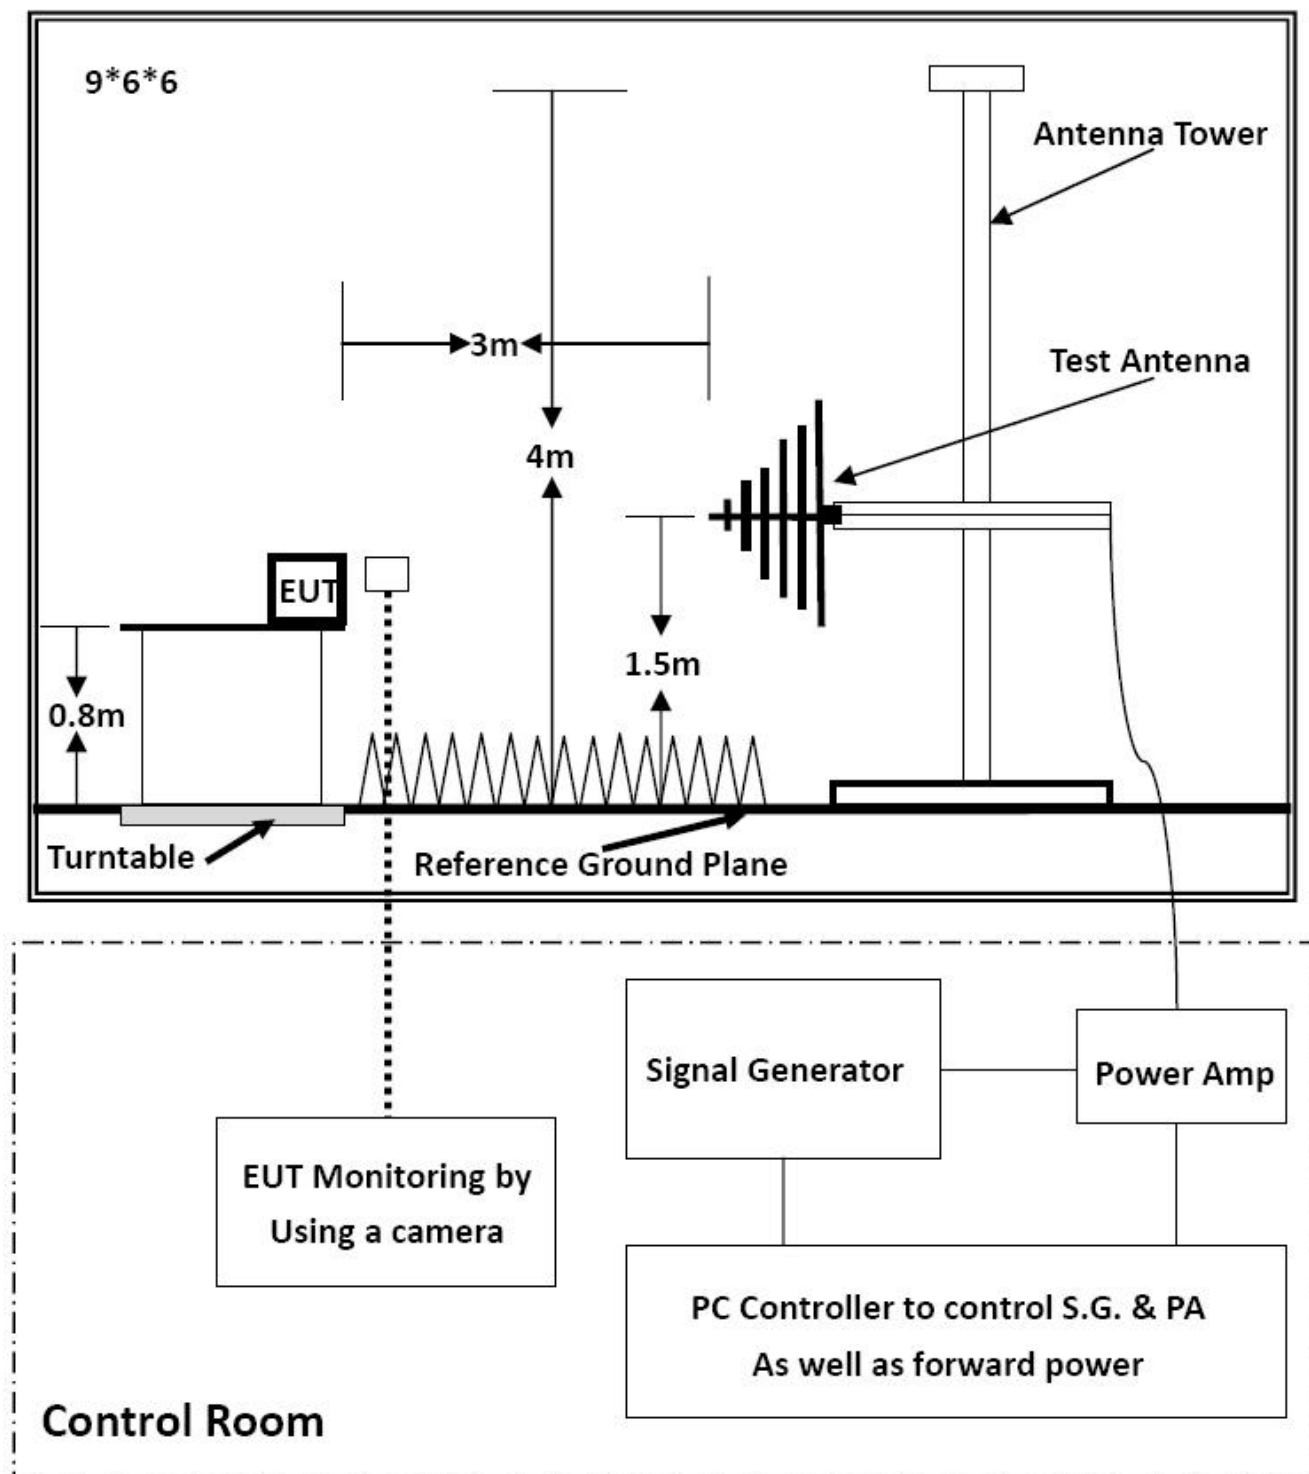 9*6*6
Antenna Tower
3m
Test Antenna
4m
EUT
1.5m
0.8m
Turntable
Reference Ground Plane
Signal Generator
Power Amp
EUT Monitoring by
Using a camera
PC Controller to control S.G. & PA
As well as forward power
Control Room